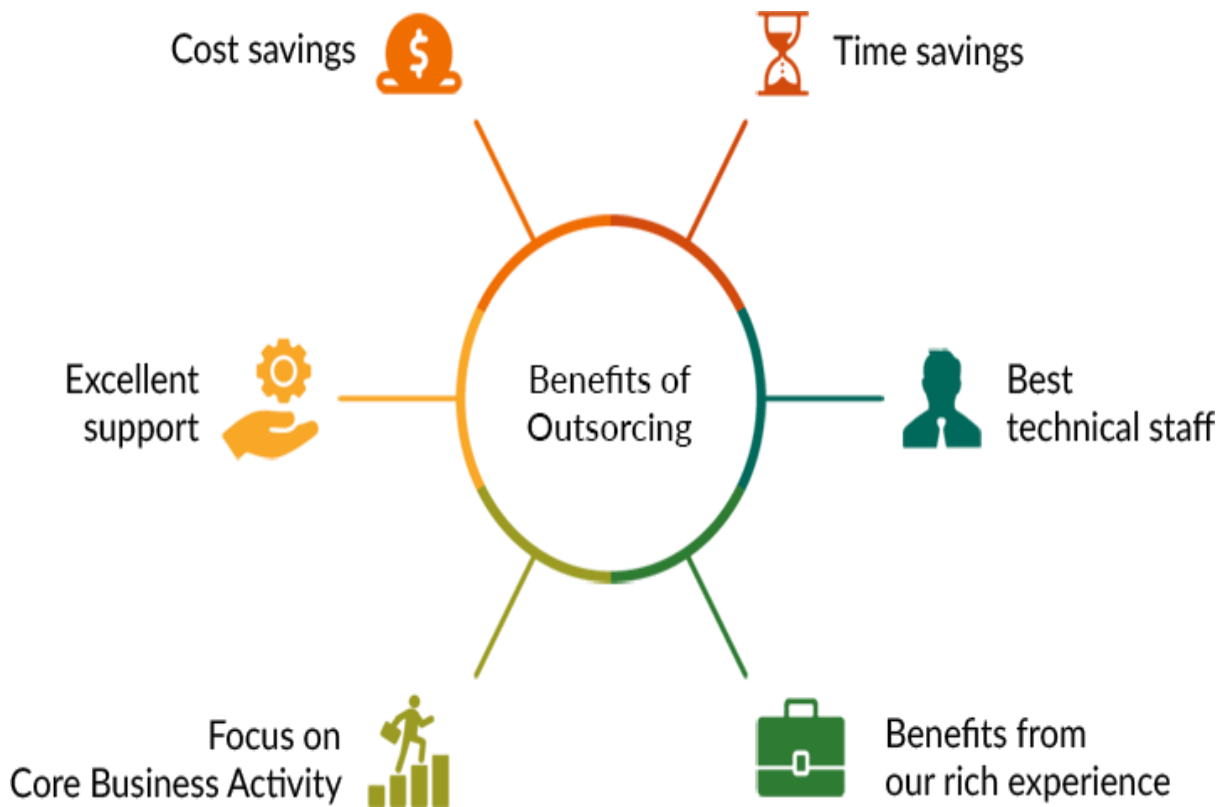 Cost savings
Time savings
Excellent
support
Benefits of
Outsorcing
Best
technical staff
Focus on
Core Business Activity
Benefits from
our rich experience